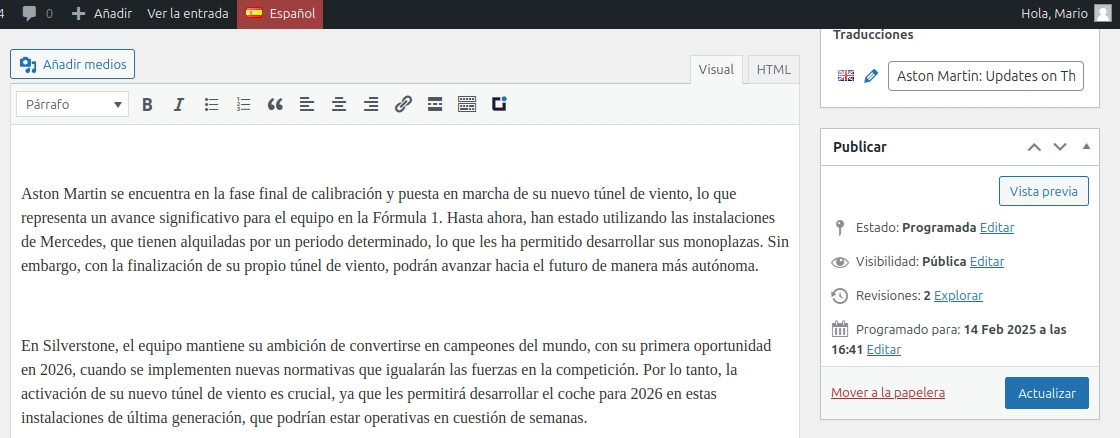 4 0 Añadir Ver la entrada Español Hola, Mario
Añadir medios
Visual HTML
Párrafo
B I
Aston Martin se encuentra en la fase final de calibración y puesta en marcha de su nuevo túnel de viento, lo que
representa un avance significativo para el equipo en la Fórmula 1. Hasta ahora, han estado utilizando las instalaciones
de Mercedes, que tienen alquiladas por un periodo determinado, lo que les ha permitido desarrollar sus monoplazas. Sin
embargo, con la finalización de su propio túnel de viento, podrán avanzar hacia el futuro de manera más autónoma.
En Silverstone, el equipo mantiene su ambición de convertirse en campeones del mundo, con su primera oportunidad
en 2026, cuando se implementen nuevas normativas que igualarán las fuerzas en la competición. Por lo tanto, la
activación de su nuevo túnel de viento es crucial, ya que les permitirá desarrollar el coche para 2026 en estas
instalaciones de última generación, que podrían estar operativas en cuestión de semanas.
Traducciones
Aston Martin: Updates on Th
Publicar
Vista previa
Estado: Programada Editar
Visibilidad: Pública Editar
Revisiones: 2 Explorar
Programado para: 14 Feb 2025 a las
16:41 Editar
Mover a la papelera Actualizar